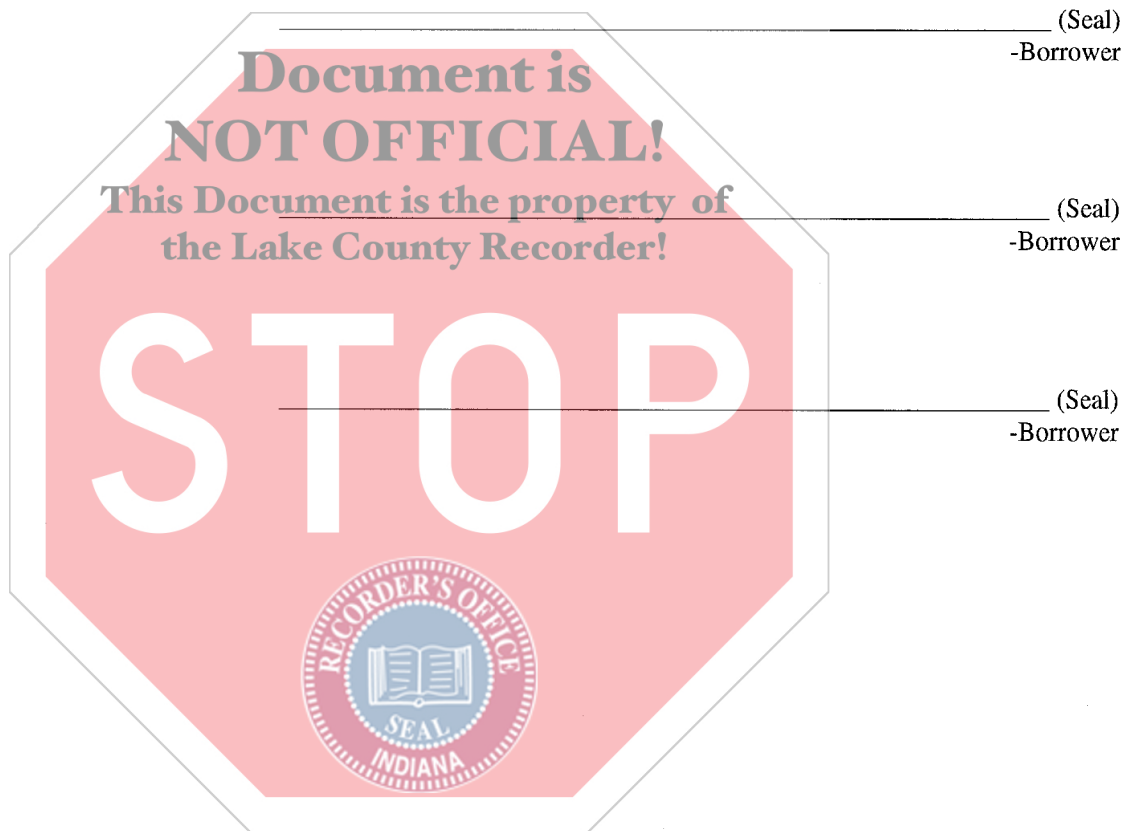 (Seal)
-Borrower
Document is
NOT OFFICIAL!
This Document is the property of
the Lake County Recorder!
(Seal)
-Borrower
STOP
(Seal)
-Borrower
RECORDER'S OFFICE
SEAL
INDIANA